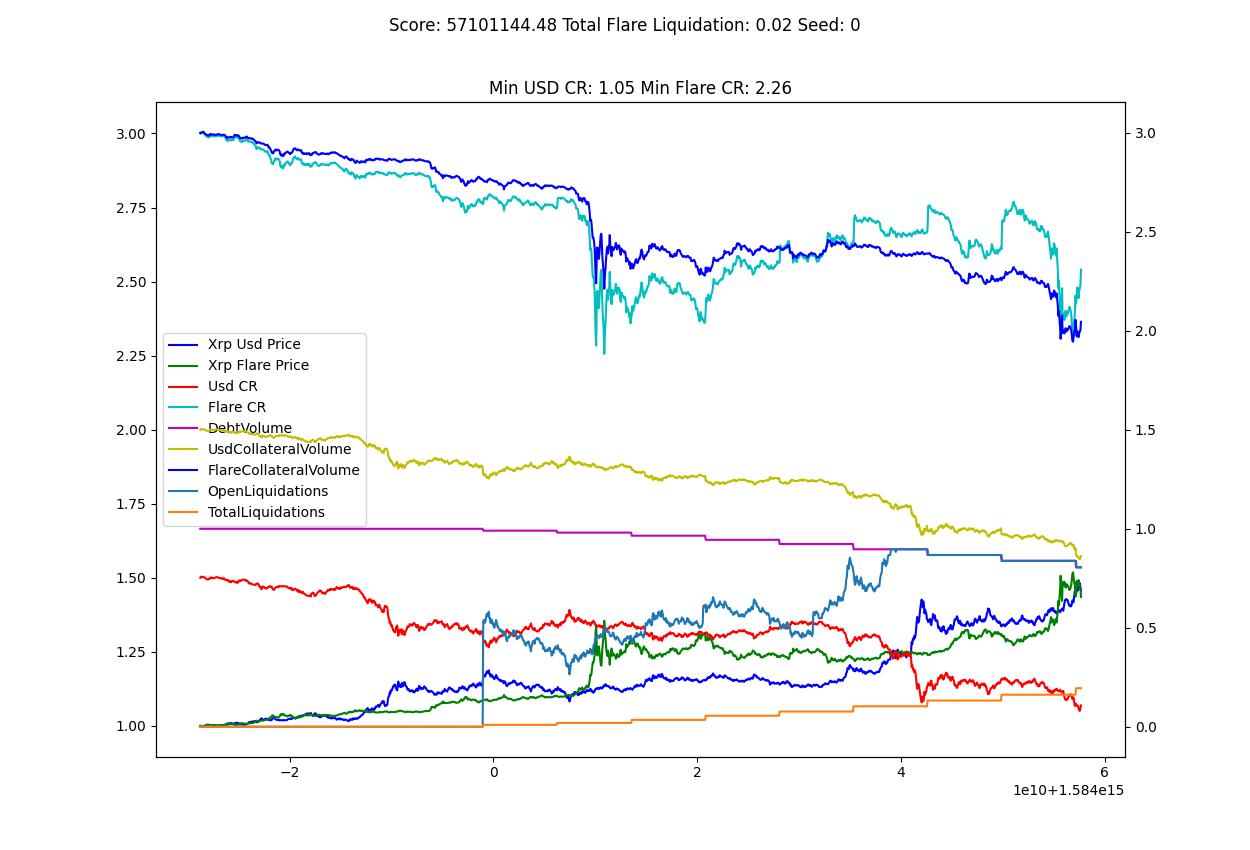 Score: 57101144.48 Total Flare Liquidation: 0.02 Seed: 0
Min USD CR: 1.05 Min Flare CR: 2.26
3.00
2.75
2.50
2.25
2.00
1.75
1.50
1.25
1.00
Xrp Usd Price
Xrp Flare Price
Usd CR
Flare CR
DebtVolume
UsdCollateralVolume
FlareCollateralVolume
OpenLiquidations
TotalLiquidations
3.0
2.5
2.0
1.5
1.0
0.5
0.0
−2
0
2
4
6
1e10+1.584e15